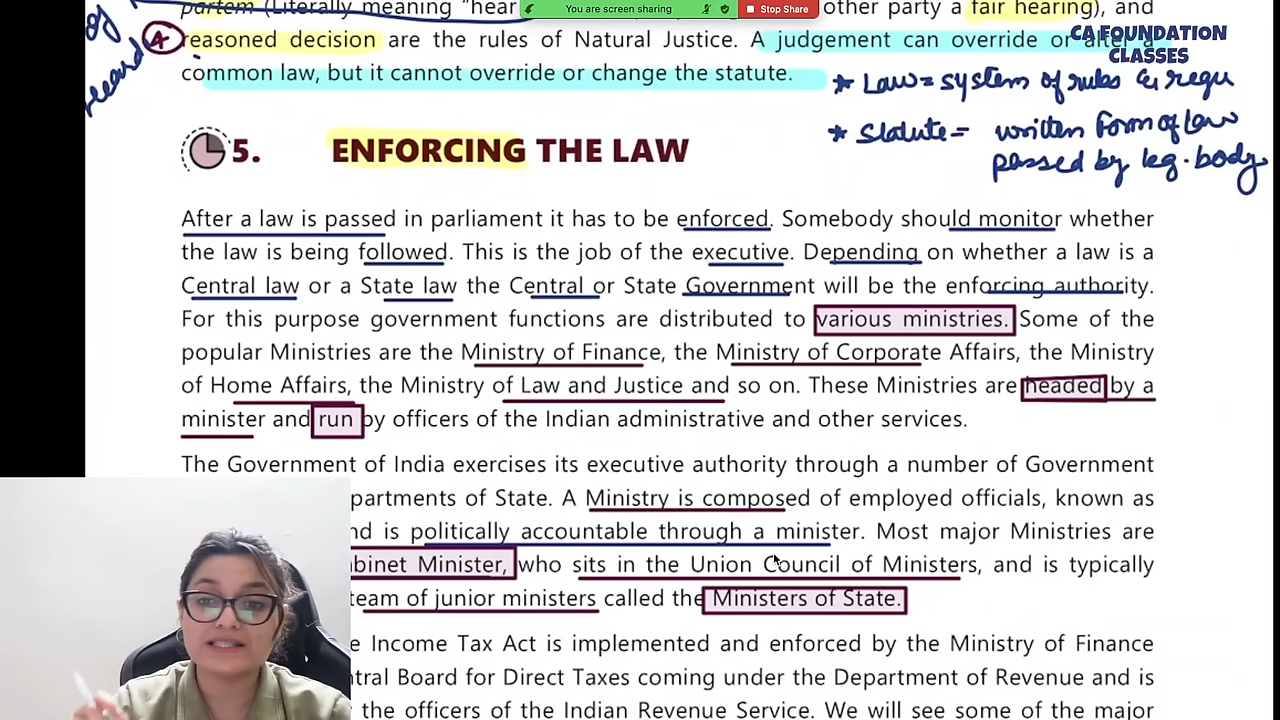 partem (Literally meaning “hear
You are screen sharing
Stop Share
other party a fair hearing), and
of
Heard
4
reasoned decision are the rules of Natural Justice. A judgement can override or alter a
common law, but it cannot override or change the statute.
CA FOUNDATION
CLASSES
* Law = system of rules & regu
* Statute = written form of law
passed by leg. body
5. ENFORCING THE LAW
After a law is passed in parliament it has to be enforced. Somebody should monitor whether
the law is being followed. This is the job of the executive. Depending on whether a law is a
Central law or a State law the Central or State Government will be the enforcing authority.
For this purpose government functions are distributed to various ministries. Some of the
popular Ministries are the Ministry of Finance, the Ministry of Corporate Affairs, the Ministry
of Home Affairs, the Ministry of Law and Justice and so on. These Ministries are headed by a
minister and run by officers of the Indian administrative and other services.
The Government of India exercises its executive authority through a number of Government
partments of State. A Ministry is composed of employed officials, known as
nd is politically accountable through a minister. Most major Ministries are
binet Minister, who sits in the Union Council of Ministers, and is typically
team of junior ministers called the Ministers of State.
e Income Tax Act is implemented and enforced by the Ministry of Finance
ntral Board for Direct Taxes coming under the Department of Revenue and is
the officers of the Indian Revenue Service. We will see some of the major